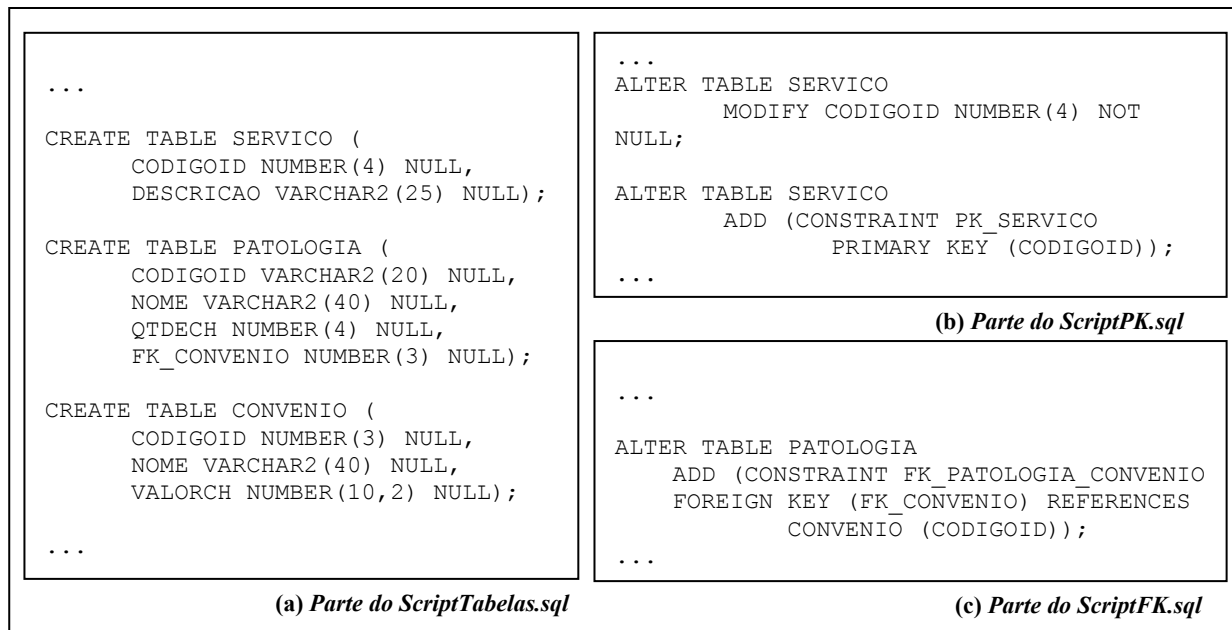 ...
CREATE TABLE SERVICO (
CODIGOID NUMBER(4) NULL,
DESCRICAO VARCHAR2(25) NULL);
CREATE TABLE PATOLOGIA (
CODIGOID VARCHAR2(20) NULL,
NOME VARCHAR2(40) NULL,
QTDECH NUMBER(4) NULL,
FK_CONVENIO NUMBER(3) NULL);
CREATE TABLE CONVENIO (
CODIGOID NUMBER(3) NULL,
NOME VARCHAR2(40) NULL,
VALORCH NUMBER(10,2) NULL);
...
(a) Parte do ScriptTabelas.sql
...
ALTER TABLE SERVICO
MODIFY CODIGOID NUMBER(4) NOT
NULL;
ALTER TABLE SERVICO
ADD (CONSTRAINT PK_SERVICO
PRIMARY KEY (CODIGOID));
...
(b) Parte do ScriptPK.sql
...
ALTER TABLE PATOLOGIA
ADD (CONSTRAINT FK_PATOLOGIA_CONVENIO
FOREIGN KEY (FK_CONVENIO) REFERENCES
CONVENIO (CODIGOID));
...
(c) Parte do ScriptFK.sql